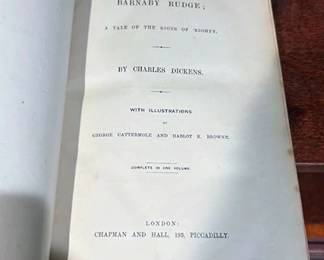 BARNABY RUDGE;
A TALE OF THE RIOTS OF 'EIGHTY.
BY CHARLES DICKENS.
WITH ILLUSTRATIONS
BY
GEORGE CATTERMOLE AND HABLOT K. BROWNE.
COMPLETE IN ONE VOLUME.
LONDON:
CHAPMAN AND HALL, 193, PICCADILLY.